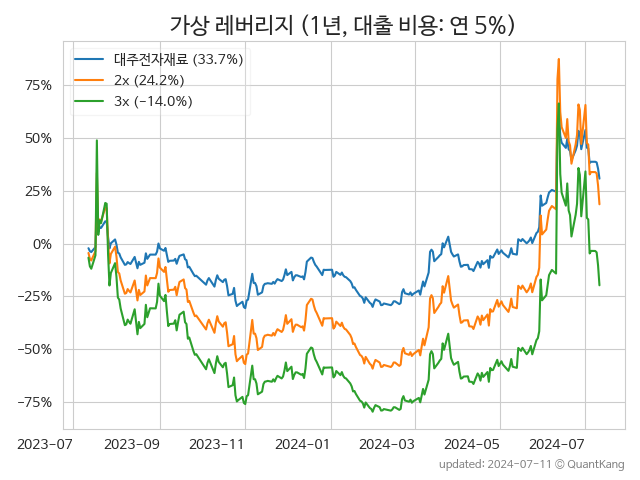 가상 레버리지 (1년, 대출 비용: 연 5%)
대주전자재료 (33.7%)
2x (24.2%)
3x (−14.0%)
75%
50%
25%
0%
−25%
−50%
−75%
2023-07 2023-09 2023-11 2024-01 2024-03 2024-05 2024-07
updated: 2024-07-11 © QuantKang